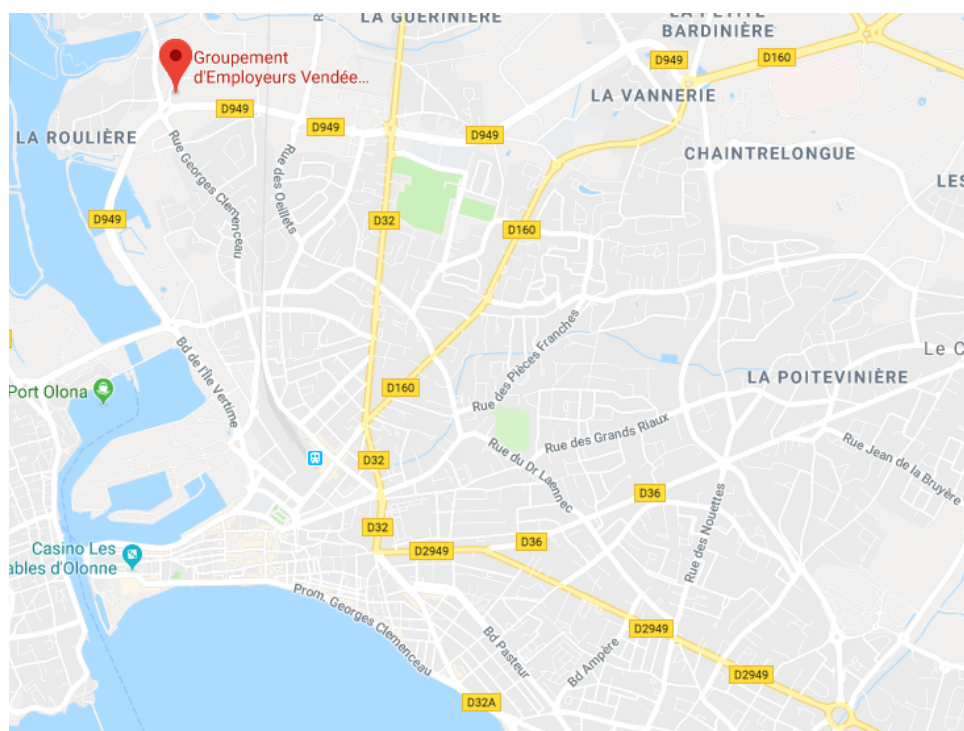 LA GUÉRINIÈRE
LA PETITE
BARDINIÈRE
Groupement
d'Employeurs Vendée...
D949
D160
LA VANNERIE
D949
D949
D949
LA ROULIÈRE
CHAINTRELONGUE
LES
Rue Georges Clemenceau
Rue des Oeillets
D949
D32
D160
Bd de l'Île Vertime
Rue des Pièces Franches
Le C
LA POITEVINIÈRE
Port Olona
D160
Rue des Grands Riaux
Rue du Dr Laennec
Rue Jean de la Bruyère
D32
D36
Rue des Nouettes
D32
D36
D2949
Casino Les
ables d'Olonne
Prom. Georges Clemenceau
Bd Pasteur
Bd Ampère
D2949
D2949
D32A